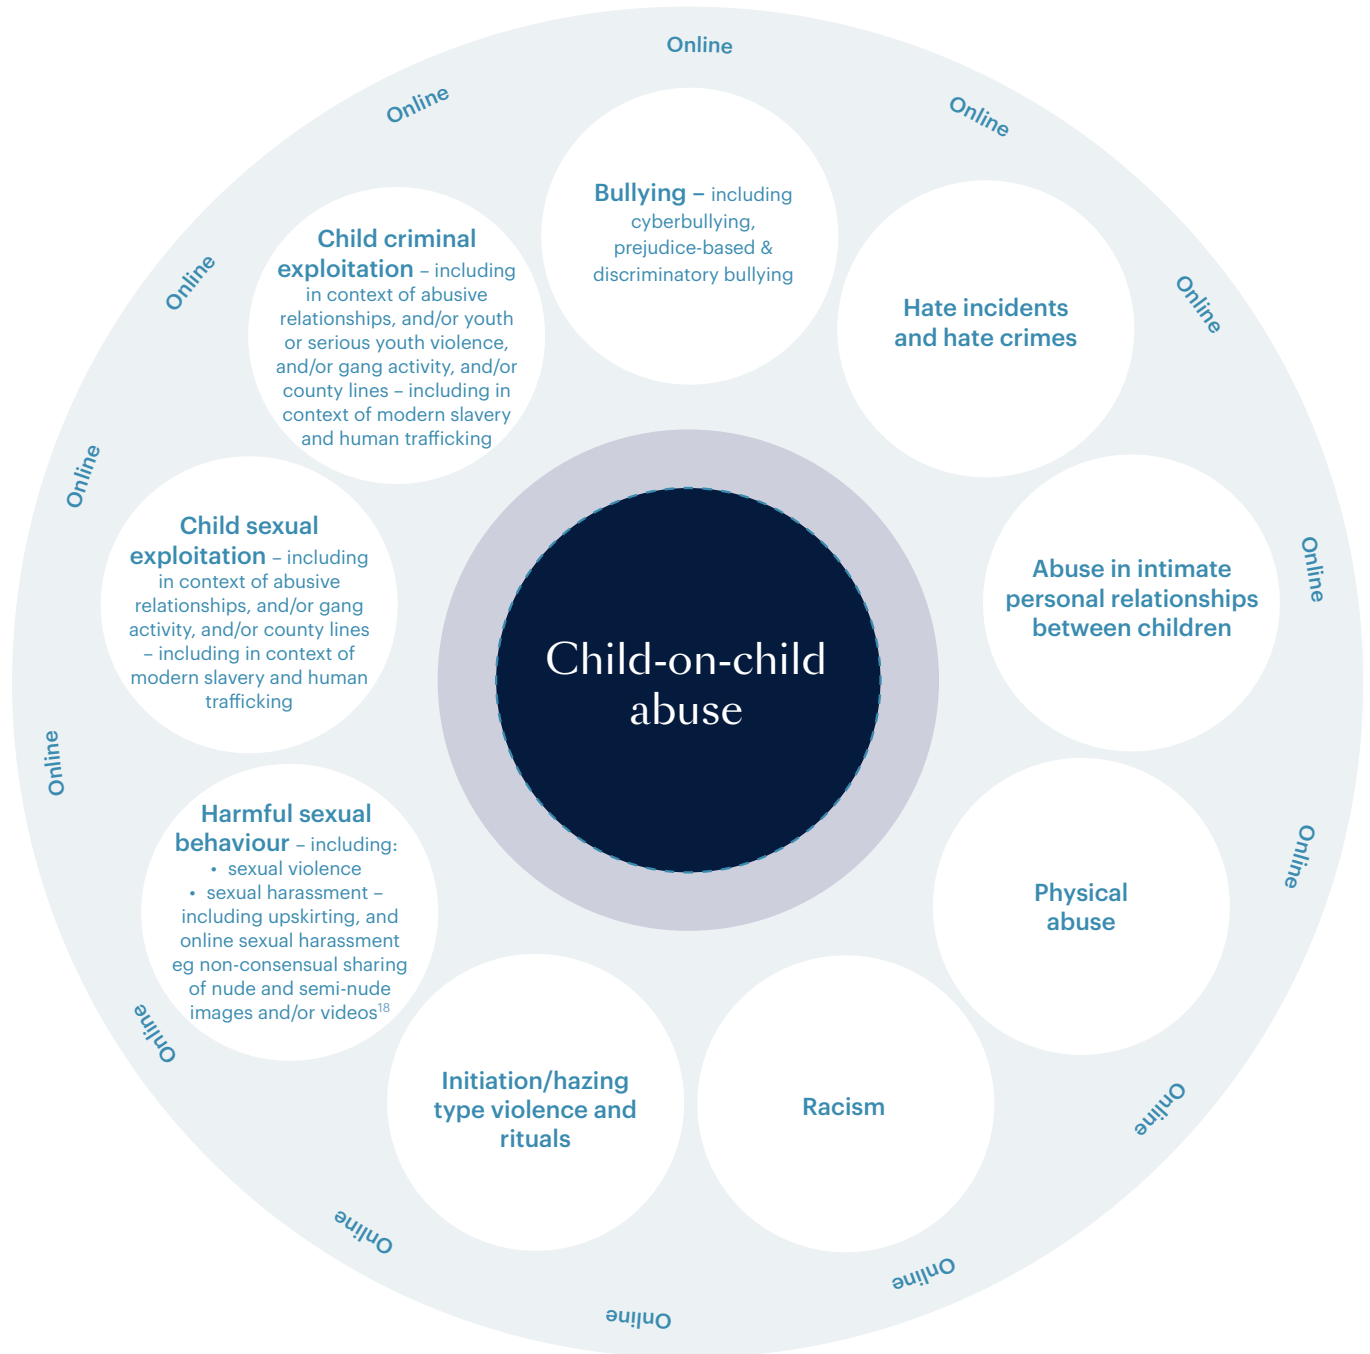 Online
Online
Online
Online
Online
Online
Online
Online
Online
Online
Online
Online
Online
Online
Bullying – including
cyberbullying,
prejudice-based &
discriminatory bullying
Hate incidents
and hate crimes
Abuse in intimate
personal relationships
between children
Physical
abuse
Racism
Initiation/hazing
type violence and
rituals
Harmful sexual
behaviour – including:
• sexual violence
• sexual harassment –
including upskirting, and
online sexual harassment
eg non-consensual sharing
of nude and semi-nude
images and/or videos18
Child sexual
exploitation – including
in context of abusive
relationships, and/or gang
activity, and/or county lines
– including in context of
modern slavery and human
trafficking
Child criminal
exploitation – including
in context of abusive
relationships, and/or youth
or serious youth violence,
and/or gang activity, and/or
county lines – including in
context of modern slavery
and human trafficking
Child-on-child
abuse